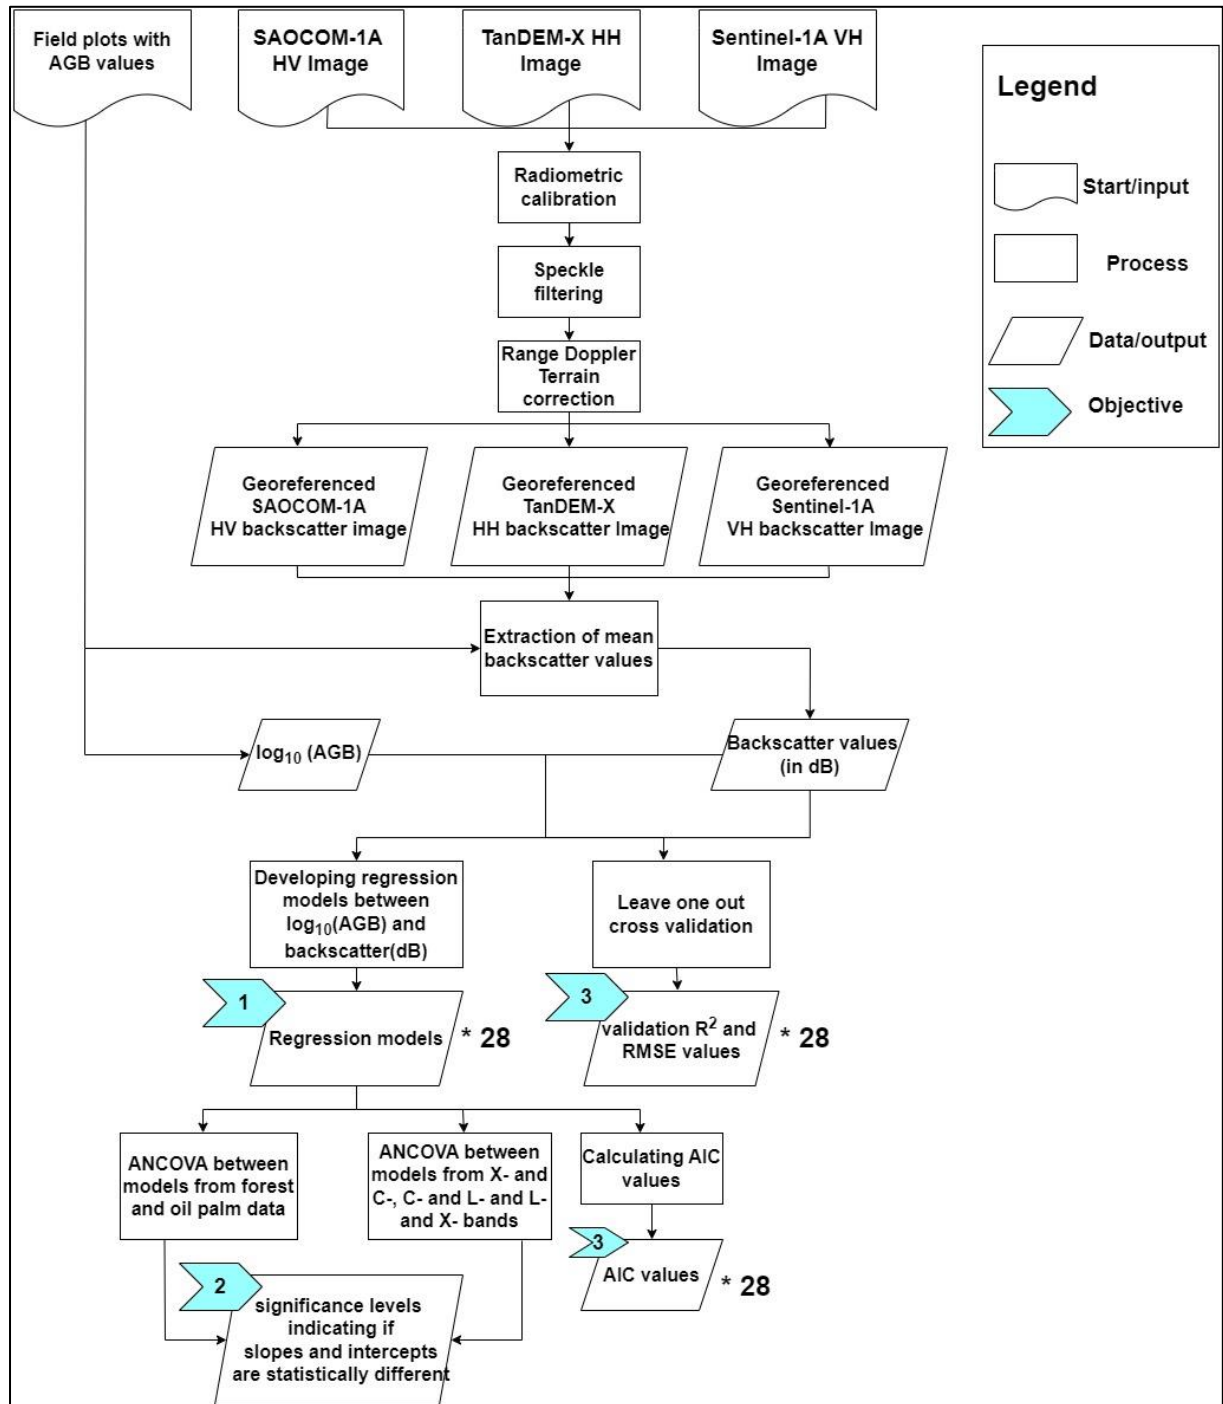 Field plots with
AGB values
SAOCOM-1A
HV Image
TanDEM-X HH
Image
Sentinel-1A VH
Image
Legend
Start/input
Process
Data/output
Objective
Radiometric
calibration
Speckle
filtering
Range Doppler
Terrain
correction
Georeferenced
SAOCOM-1A
HV backscatter image
Georeferenced
TanDEM-X
HH backscatter Image
Georeferenced
Sentinel-1A
VH backscatter Image
Extraction of mean
backscatter values
log₁₀ (AGB)
Backscatter values
(in dB)
Developing regression
models between
log₁₀(AGB) and
backscatter(dB)
Leave one out
cross validation
1
Regression models
* 28
3
validation R² and
RMSE values
* 28
ANCOVA between
models from forest
and oil palm data
ANCOVA between
models from X- and
C-, C- and L- and L-
and X- bands
Calculating AIC
values
3
AIC values
* 28
2
significance levels
indicating if
slopes and intercepts
are statistically different